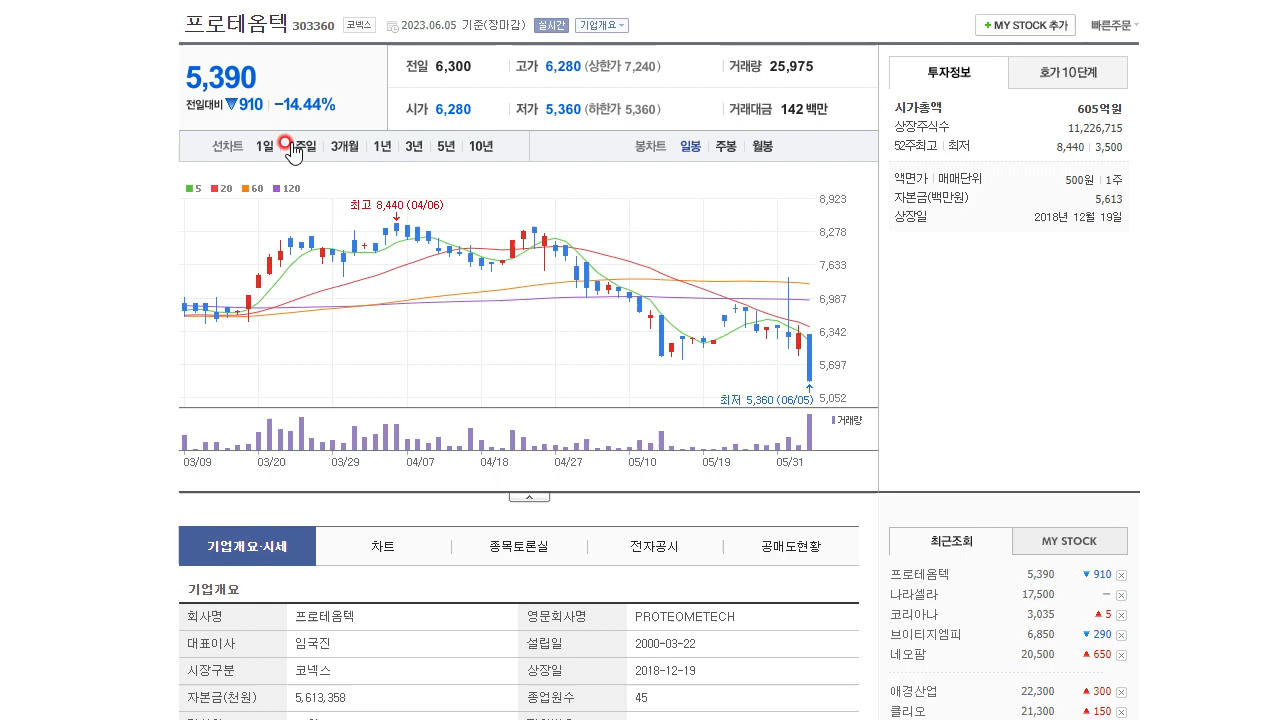 프로테옴텍 303360 코넥스 2023.06.05 기준(장마감) 실시간 기업개요 + MY STOCK 추가 빠른주문
5,390
전일대비 ▼910 -14.44%
전일 6,300 고가 6,280 (상한가 7,240) 거래량 25,975
시가 6,280 저가 5,360 (하한가 5,360) 거래대금 142 백만
선차트 1일 주일 3개월 1년 3년 5년 10년 봉차트 일봉 주봉 월봉
5 20 60 120
최고 8,440 (04/06)
8,923
8,278
7,633
6,987
6,342
5,697
5,052
최저 5,360 (06/05)
거래량
03/09 03/20 03/29 04/07 04/18 04/27 05/10 05/19 05/31
투자정보 호가 10단계
시가총액 605억원
상장주식수 11,226,715
52주최고 최저 8,440 3,500
액면가 매매단위 500원 1주
자본금(백만원) 5,613
상장일 2018년 12월 19일
기업개요·시세 차트 종목토론실 전자공시 공매도현황
기업개요
회사명 프로테옴텍 영문회사명 PROTEOMETECH
대표이사 임국진 설립일 2000-03-22
시장구분 코넥스 상장일 2018-12-19
자본금(천원) 5,613,358 종업원수 45
최근조회 MY STOCK
프로테옴텍 5,390 ▼ 910
나라셀라 17,500 –
코리아나 3,035 ▲ 5
브이티지엠피 6,850 ▼ 290
네오팜 20,500 ▲ 650
애경산업 22,300 ▲ 300
클리오 21,300 ▲ 150